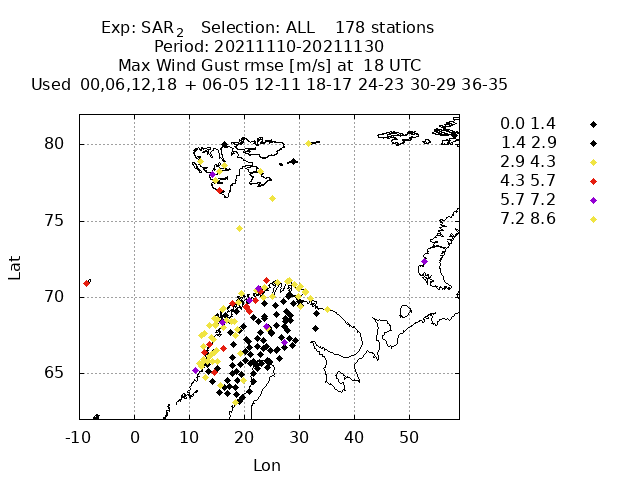 Exp: SAR₂ Selection: ALL 178 stations
Period: 20211110-20211130
Max Wind Gust rmse [m/s] at 18 UTC
Used 00,06,12,18 + 06-05 12-11 18-17 24-23 30-29 36-35
0.0 1.4
1.4 2.9
2.9 4.3
4.3 5.7
5.7 7.2
7.2 8.6
80
75
70
65
Lat
-10 0 10 20 30 40 50
Lon